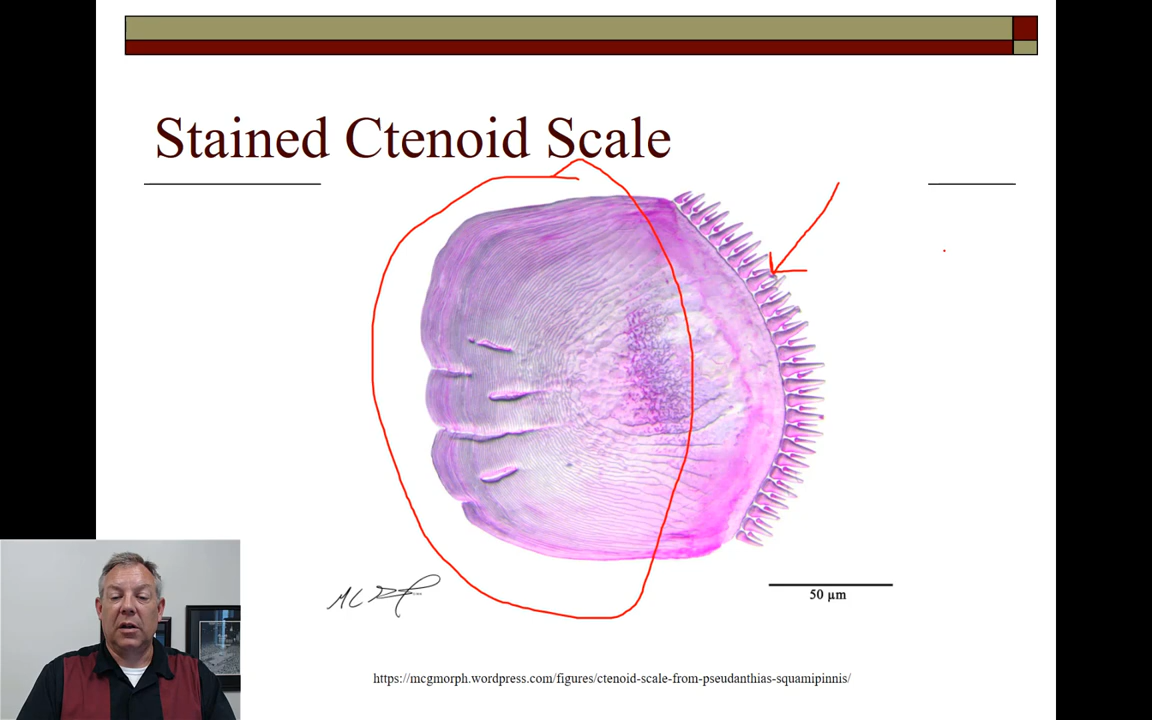 Stained Ctenoid Scale
50 µm
https://mcgmorph.wordpress.com/figures/ctenoid-scale-from-pseudanthias-squamipinnis/